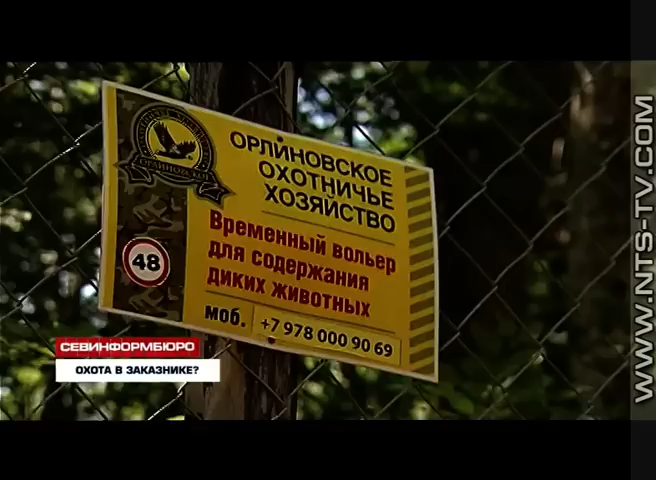 ОРЛИНОВСКОЕ
ОХОТНИЧЬЕ
ХОЗЯЙСТВО
Временный вольер
для содержания
диких животных
моб. +7 978 000 90 69
48
СЕВИНФОРМБЮРО
ОХОТА В ЗАКАЗНИКЕ?
WWW.NTS-TV.COM